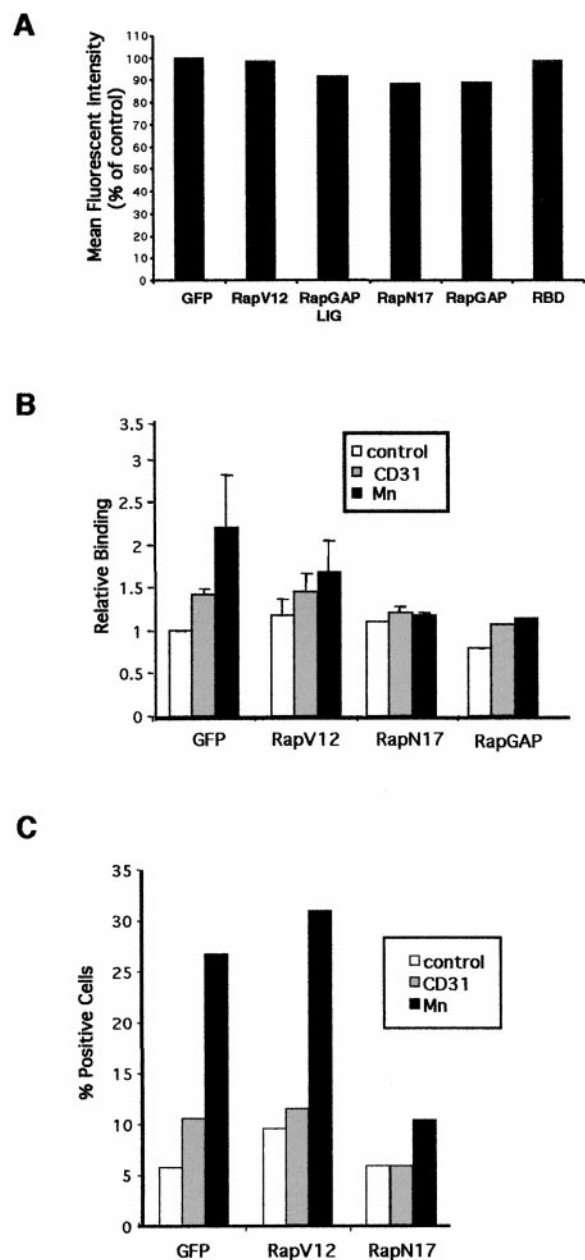 A
Mean Fluorescent Intensity
(% of control)
110
100
90
80
70
60
50
40
30
20
10
0
GFP RapV12 RapGAP RapN17 RapGAP RBD
LIG
B
Relative Binding
3.5
3
2.5
2
1.5
1
0.5
0
control
CD31
Mn
GFP RapV12 RapN17 RapGAP
C
% Positive Cells
35
30
25
20
15
10
5
0
control
CD31
Mn
GFP RapV12 RapN17